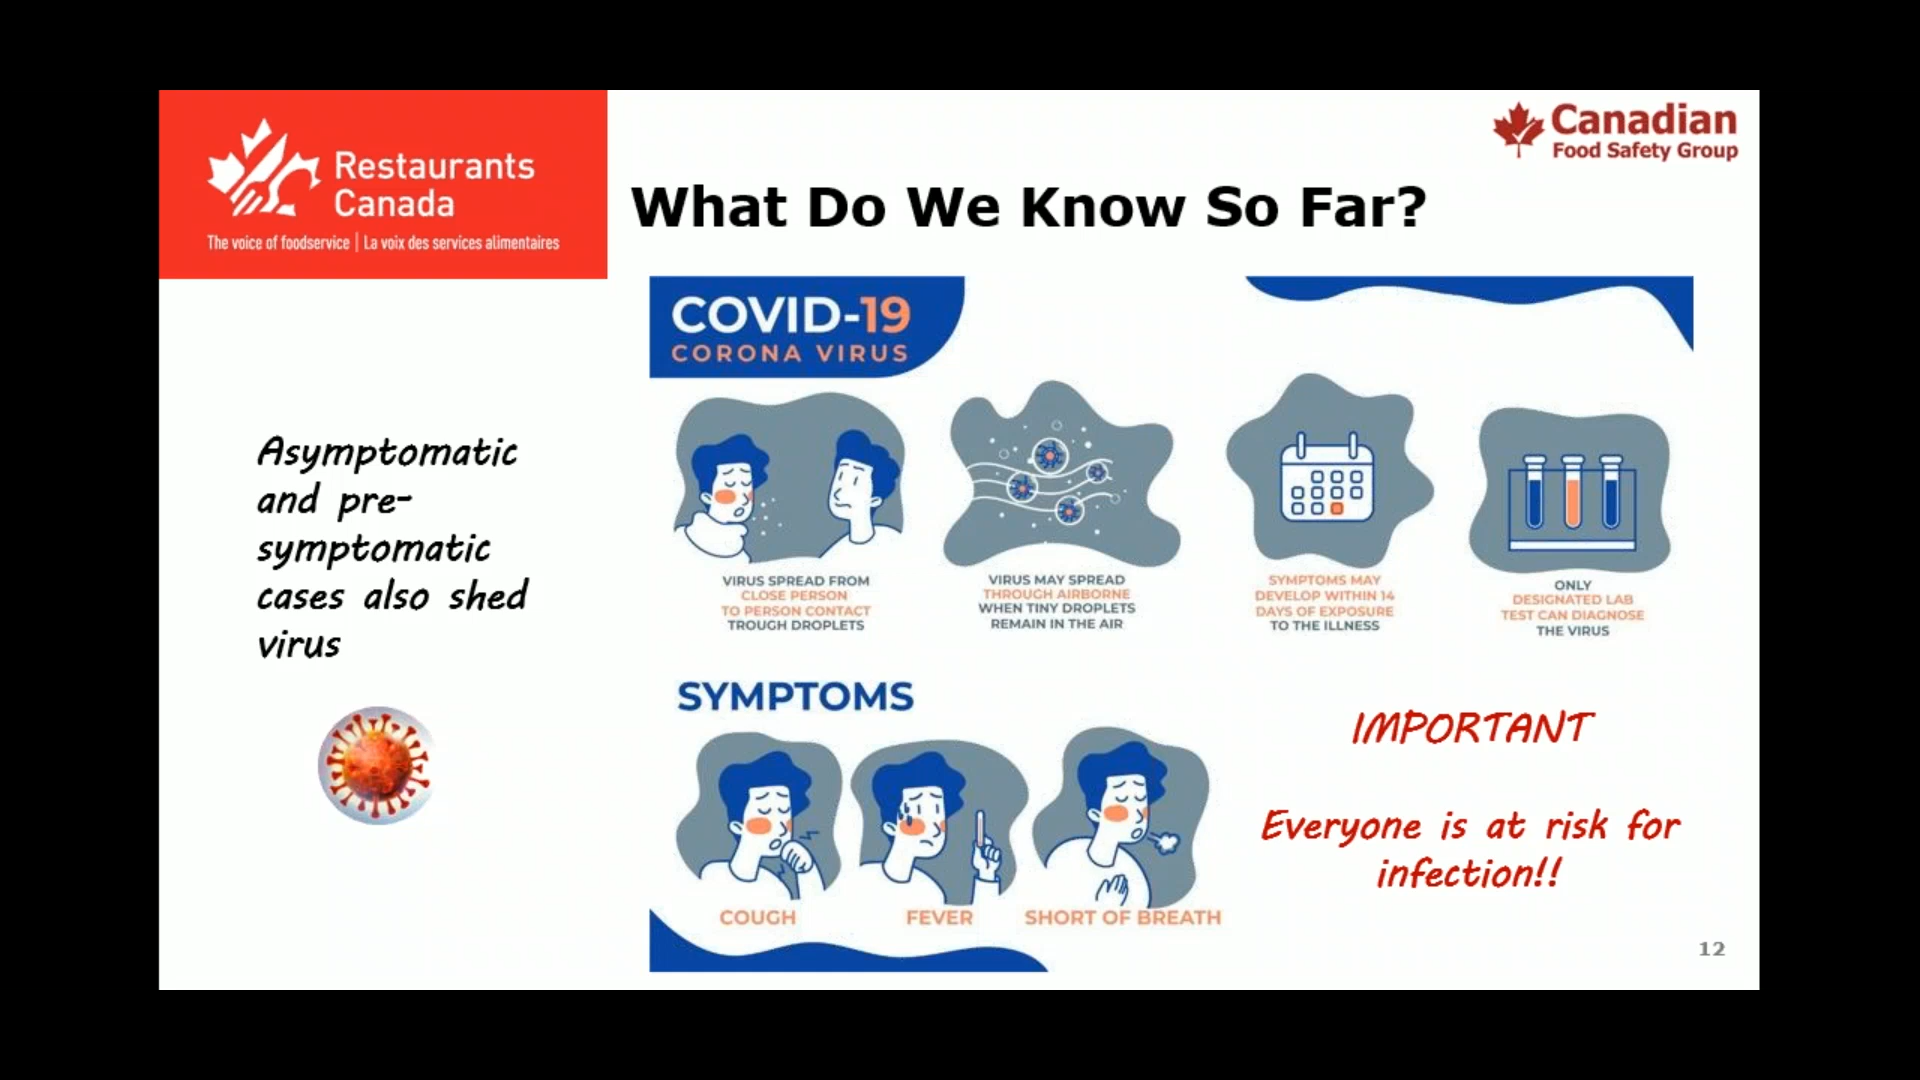 Restaurants
Canada
The voice of foodservice | La voix des services alimentaires
Canadian
Food Safety Group
What Do We Know So Far?
Asymptomatic
and pre-
symptomatic
cases also shed
virus
COVID-19
CORONA VIRUS
VIRUS SPREAD FROM
CLOSE PERSON
TO PERSON CONTACT
TROUGH DROPLETS
VIRUS MAY SPREAD
THROUGH AIRBORNE
WHEN TINY DROPLETS
REMAIN IN THE AIR
SYMPTOMS MAY
DEVELOP WITHIN 14
DAYS OF EXPOSURE
TO THE ILLNESS
ONLY
DESIGNATED LAB
TEST CAN DIAGNOSE
THE VIRUS
SYMPTOMS
COUGH
FEVER
SHORT OF BREATH
IMPORTANT
Everyone is at risk for
infection!!
12